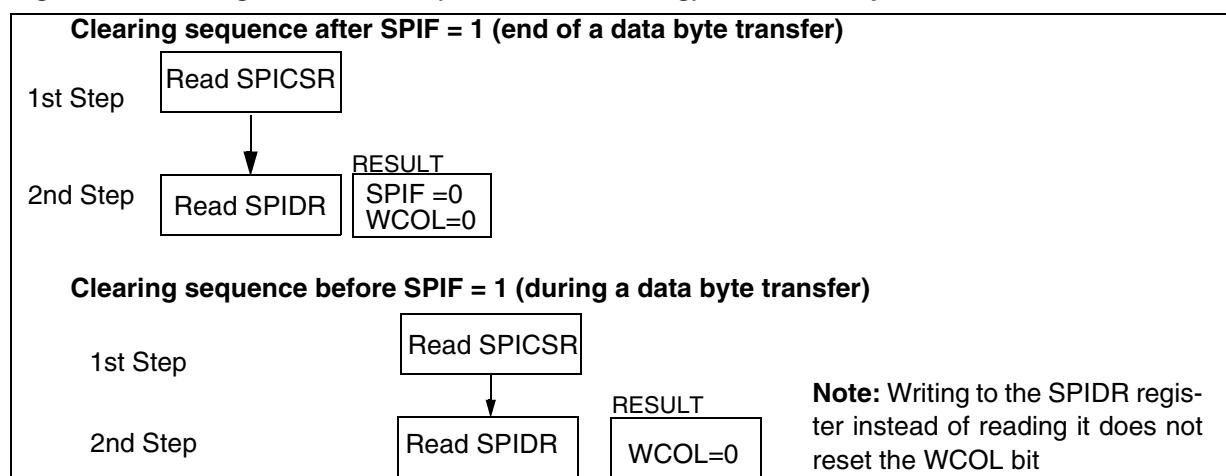 Clearing sequence after SPIF = 1 (end of a data byte transfer)
1st Step
Read SPICSR
RESULT
2nd Step
Read SPIDR
SPIF =0
WCOL=0
Clearing sequence before SPIF = 1 (during a data byte transfer)
1st Step
Read SPICSR
RESULT
2nd Step
Read SPIDR
WCOL=0
Note: Writing to the SPIDR regis-
ter instead of reading it does not
reset the WCOL bit